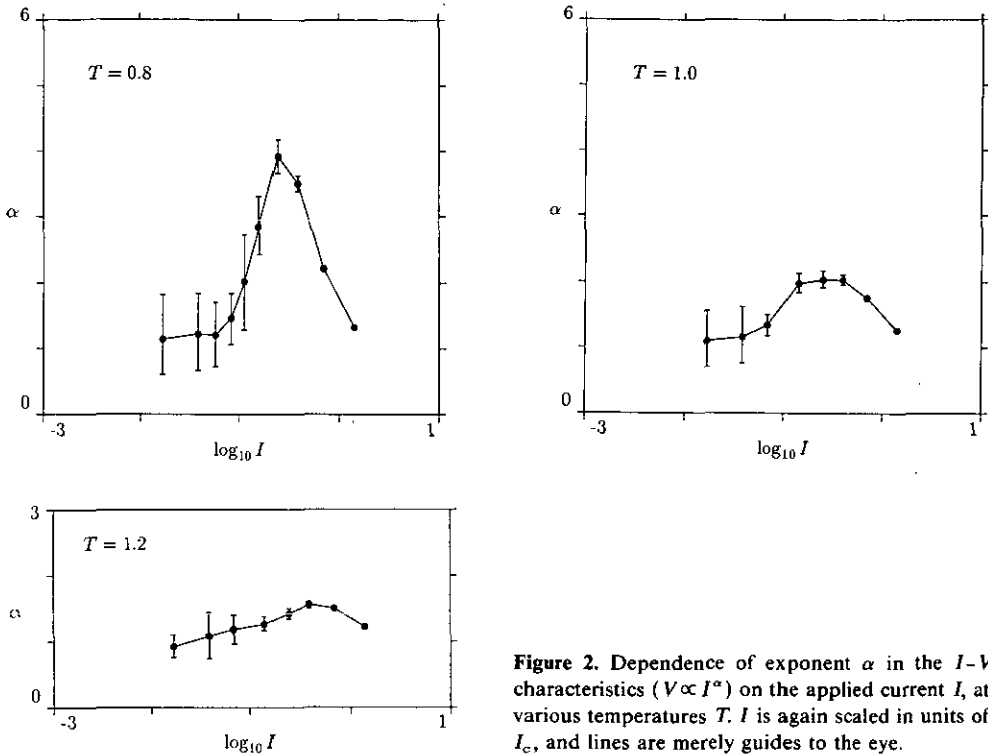 6
T = 0.8
α
0
-3
1
log₁₀ I
6
T = 1.0
α
0
-3
1
log₁₀ I
3
T = 1.2
α
0
-3
1
log₁₀ I
Figure 2. Dependence of exponent α in the I–V
characteristics (V∝I^α) on the applied current I, at
various temperatures T. I is again scaled in units of
I_c, and lines are merely guides to the eye.